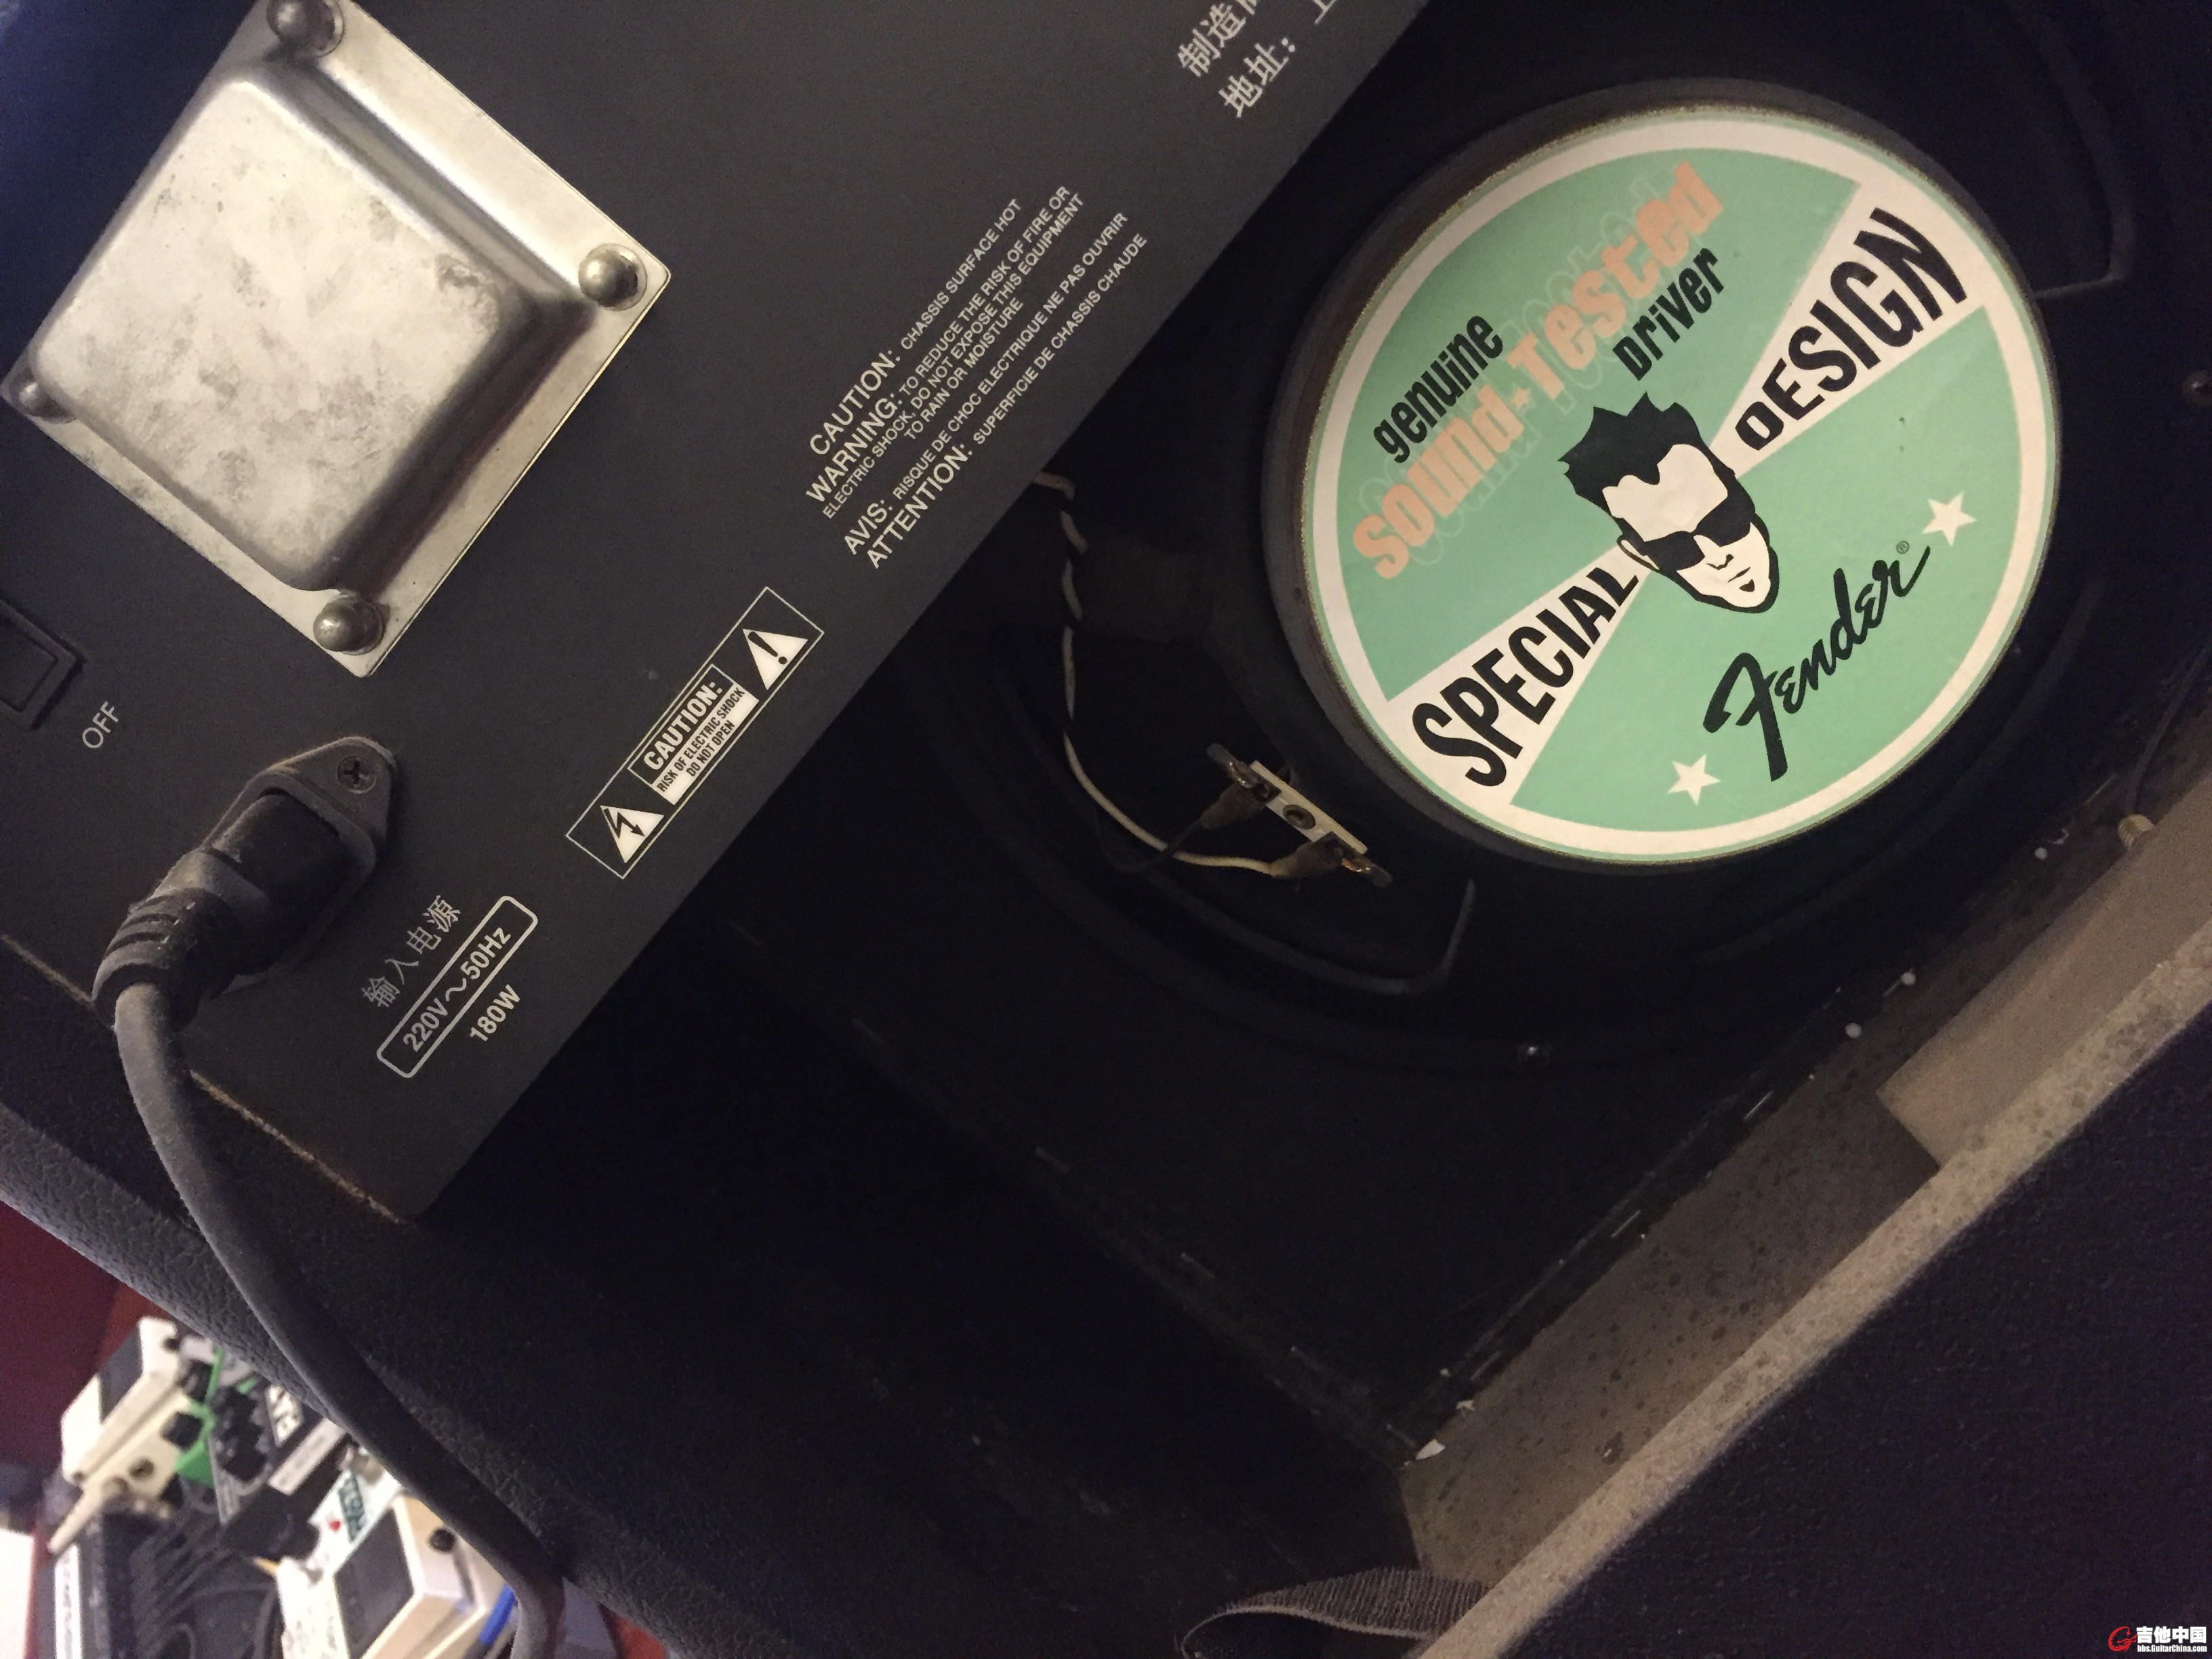 制造
地址:
CAUTION: CHASSIS SURFACE HOT
WARNING: TO REDUCE THE RISK OF FIRE OR
ELECTRIC SHOCK, DO NOT EXPOSE THIS EQUIPMENT
TO RAIN OR MOISTURE
AVIS: RISQUE DE CHOC ELECTRIQUE NE PAS OUVRIR
ATTENTION: SUPERFICIE DE CHASSIS CHAUDE
CAUTION:
RISK OF ELECTRIC SHOCK
DO NOT OPEN
OFF
输入电源
220V~50Hz
180W
genuine
sound·Tested
Driver
SPECIAL DESIGN
Fender®
吉他中国
bbs.GuitarChina.com